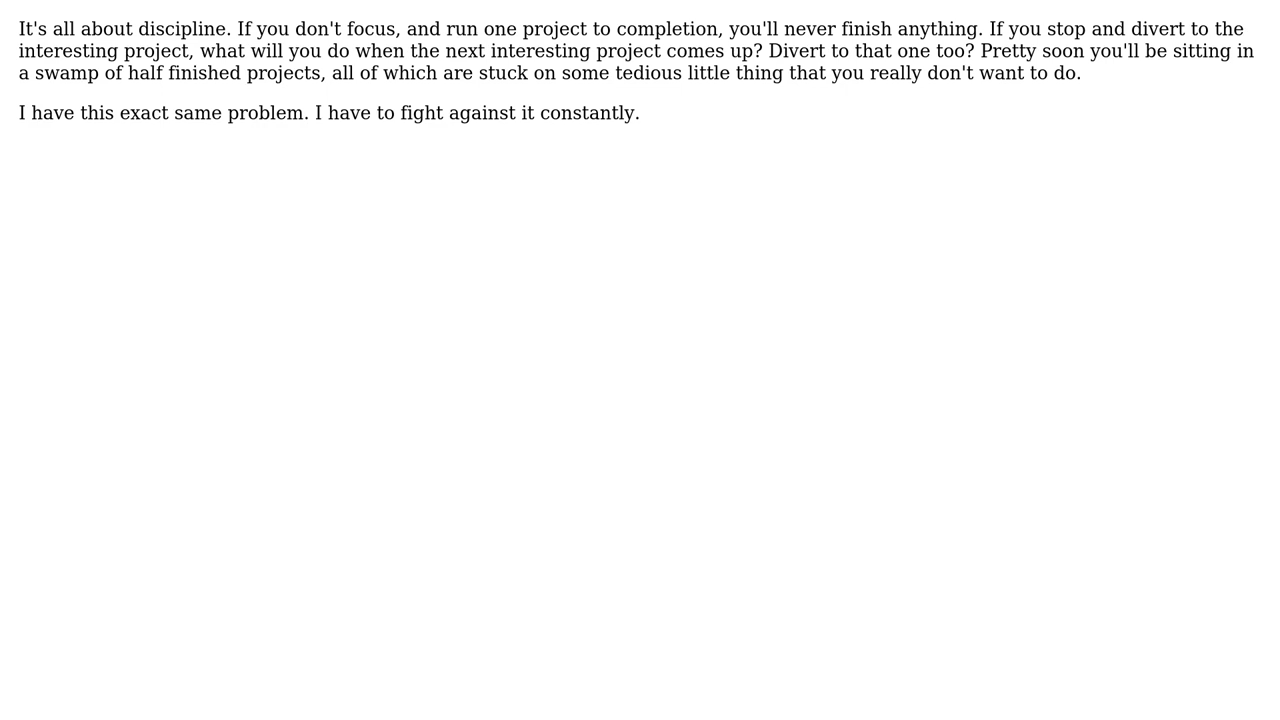 It's all about discipline. If you don't focus, and run one project to completion, you'll never finish anything. If you stop and divert to the
interesting project, what will you do when the next interesting project comes up? Divert to that one too? Pretty soon you'll be sitting in
a swamp of half finished projects, all of which are stuck on some tedious little thing that you really don't want to do.
I have this exact same problem. I have to fight against it constantly.